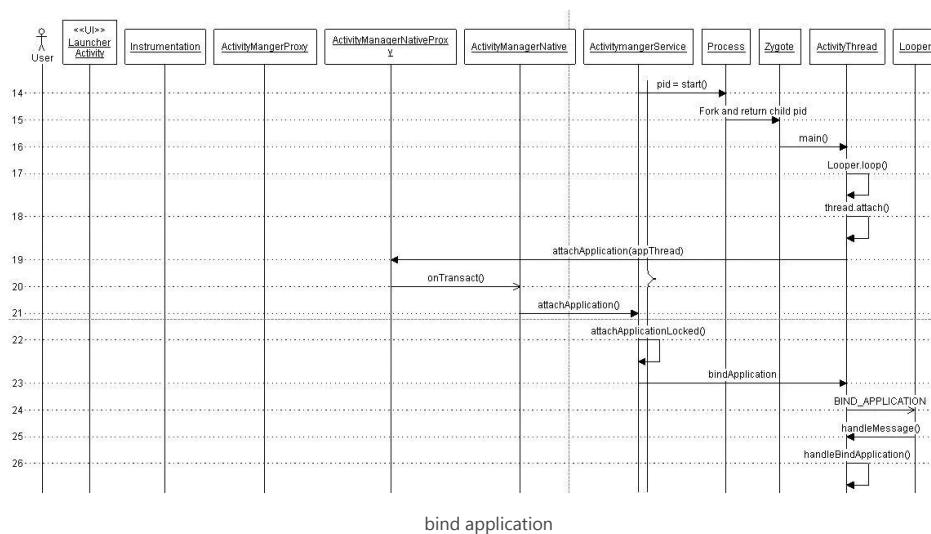 <<UI>>
Launcher
Activity
User
Instrumentation
ActivityMangerProxy
ActivityManagerNativeProx
y
ActivityManagerNative
ActivitymangerService
Process
Zygote
ActivityThread
Looper
14
pid = start()
15
Fork and return child pid
16
main()
17
Looper.loop()
18
thread.attach()
19
attachApplication(appThread)
20
onTransact()
21
attachApplication()
22
attachApplicationLocked()
23
bindApplication
24
BIND_APPLICATION
25
handleMessage()
26
handleBindApplication()
bind application